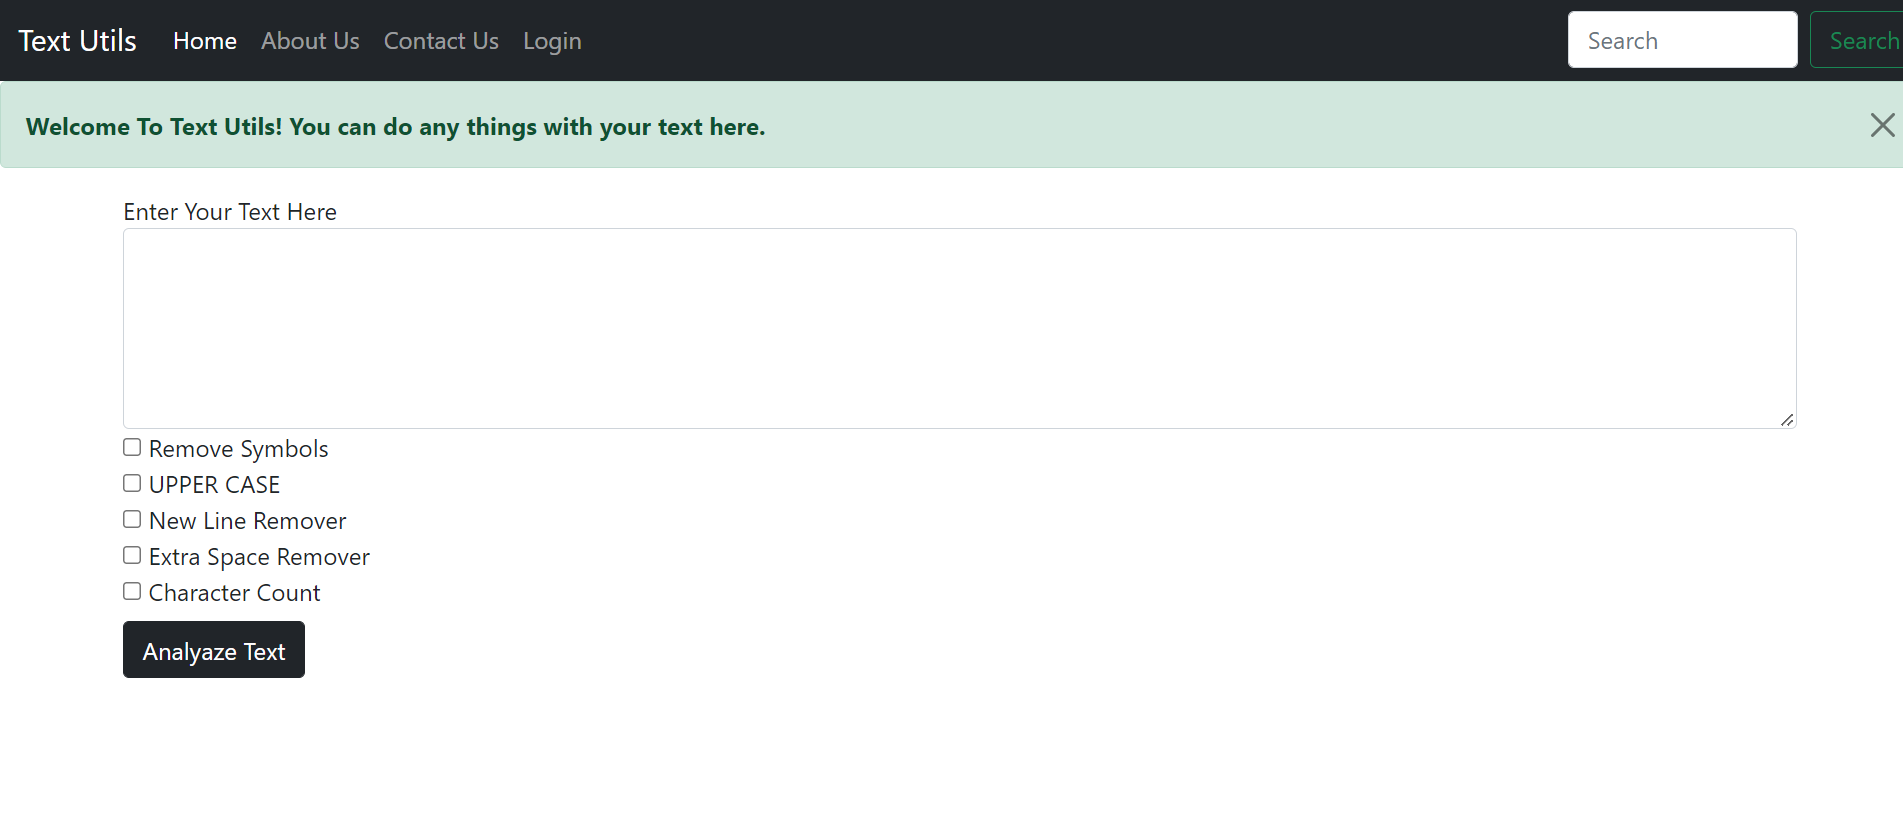 Text Utils Home About Us Contact Us Login Search Search
Welcome To Text Utils! You can do any things with your text here.
Enter Your Text Here
Remove Symbols
UPPER CASE
New Line Remover
Extra Space Remover
Character Count
Analyaze Text